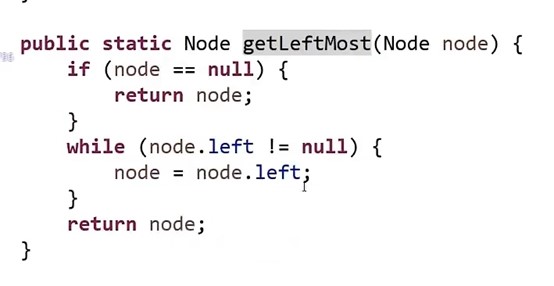 public static Node getLeftMost(Node node) {
    if (node == null) {
        return node;
    }
    while (node.left != null) {
        node = node.left;
    }
    return node;
}